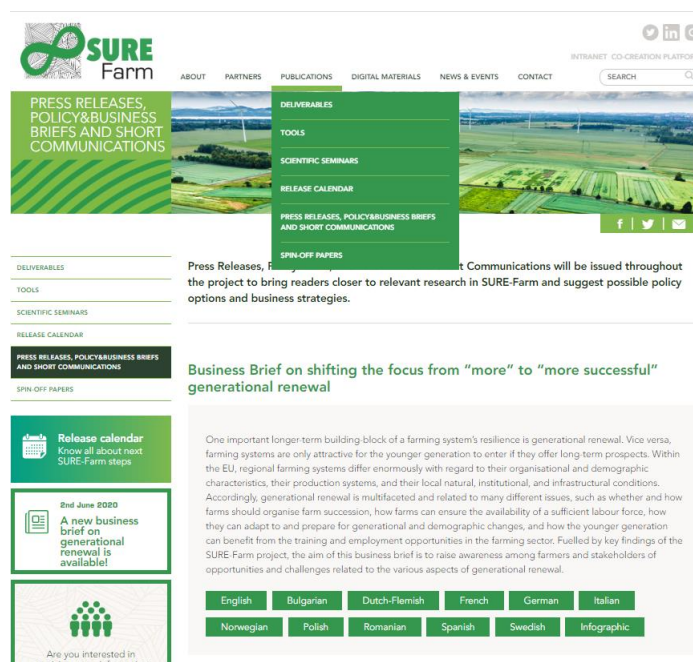 SURE
Farm
INTRANET CO-CREATION PLATFOR
ABOUT PARTNERS PUBLICATIONS DIGITAL MATERIALS NEWS & EVENTS CONTACT
SEARCH
PRESS RELEASES,
POLICY&BUSINESS
BRIEFS AND SHORT
COMMUNICATIONS
DELIVERABLES
TOOLS
SCIENTIFIC SEMINARS
RELEASE CALENDAR
PRESS RELEASES, POLICY&BUSINESS BRIEFS
AND SHORT COMMUNICATIONS
SPIN-OFF PAPERS
DELIVERABLES
TOOLS
SCIENTIFIC SEMINARS
RELEASE CALENDAR
PRESS RELEASES, POLICY&BUSINESS BRIEFS
AND SHORT COMMUNICATIONS
SPIN-OFF PAPERS
Release calendar
Know all about next
SURE-Farm steps
2nd June 2020
A new business
brief on
generational
renewal is
available!
Are you interested in
Press Releases, t Communications will be issued throughout
the project to bring readers closer to relevant research in SURE-Farm and suggest possible policy
options and business strategies.
Business Brief on shifting the focus from "more" to "more successful"
generational renewal
One important longer-term building-block of a farming system's resilience is generational renewal. Vice versa,
farming systems are only attractive for the younger generation to enter if they offer long-term prospects. Within
the EU, regional farming systems differ enormously with regard to their organisational and demographic
characteristics, their production systems, and their local natural, institutional, and infrastructural conditions.
Accordingly, generational renewal is multifaceted and related to many different issues, such as whether and how
farms should organise farm succession, how farms can ensure the availability of a sufficient labour force, how
they can adapt to and prepare for generational and demographic changes, and how the younger generation
can benefit from the training and employment opportunities in the farming sector. Fuelled by key findings of the
SURE-Farm project, the aim of this business brief is to raise awareness among farmers and stakeholders of
opportunities and challenges related to the various aspects of generational renewal.
English Bulgarian Dutch-Flemish French German Italian
Norwegian Polish Romanian Spanish Swedish Infographic